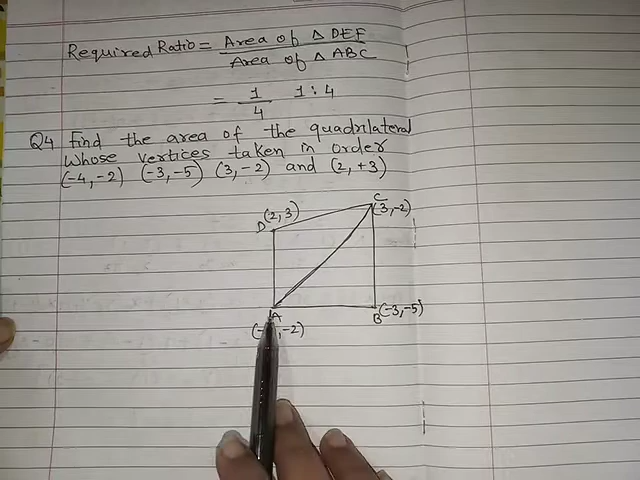 Required Ratio = Area of Δ DEF
Area of Δ ABC
= 1 1:4
4
Q4 Find the area of the quadrilateral
Whose vertices taken in order
(-4,-2) (-3,-5) (3,-2) and (2,+3)
D (2,3)
C (3,-2)
A
B (-3,-5)
,-2)